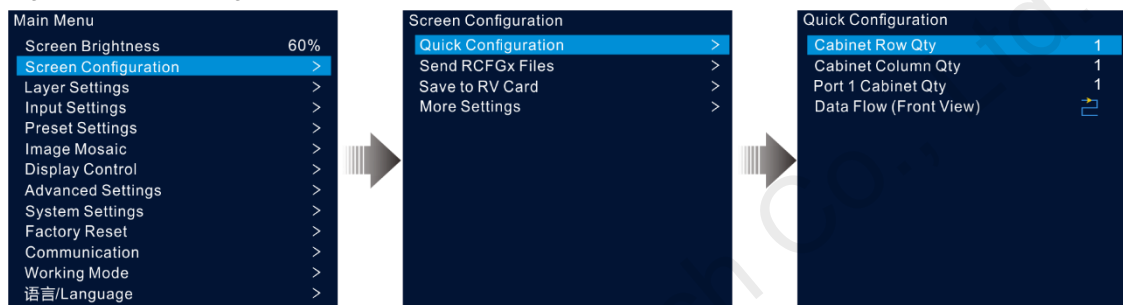 Main Menu
Screen Brightness 60%
Screen Configuration >
Layer Settings >
Input Settings >
Preset Settings >
Image Mosaic >
Display Control >
Advanced Settings >
System Settings >
Factory Reset >
Communication >
Working Mode >
语言/Language >
Screen Configuration
Quick Configuration >
Send RCFGx Files >
Save to RV Card >
More Settings >
Quick Configuration
Cabinet Row Qty 1
Cabinet Column Qty 1
Port 1 Cabinet Qty 1
Data Flow (Front View)
Co., Ltd.